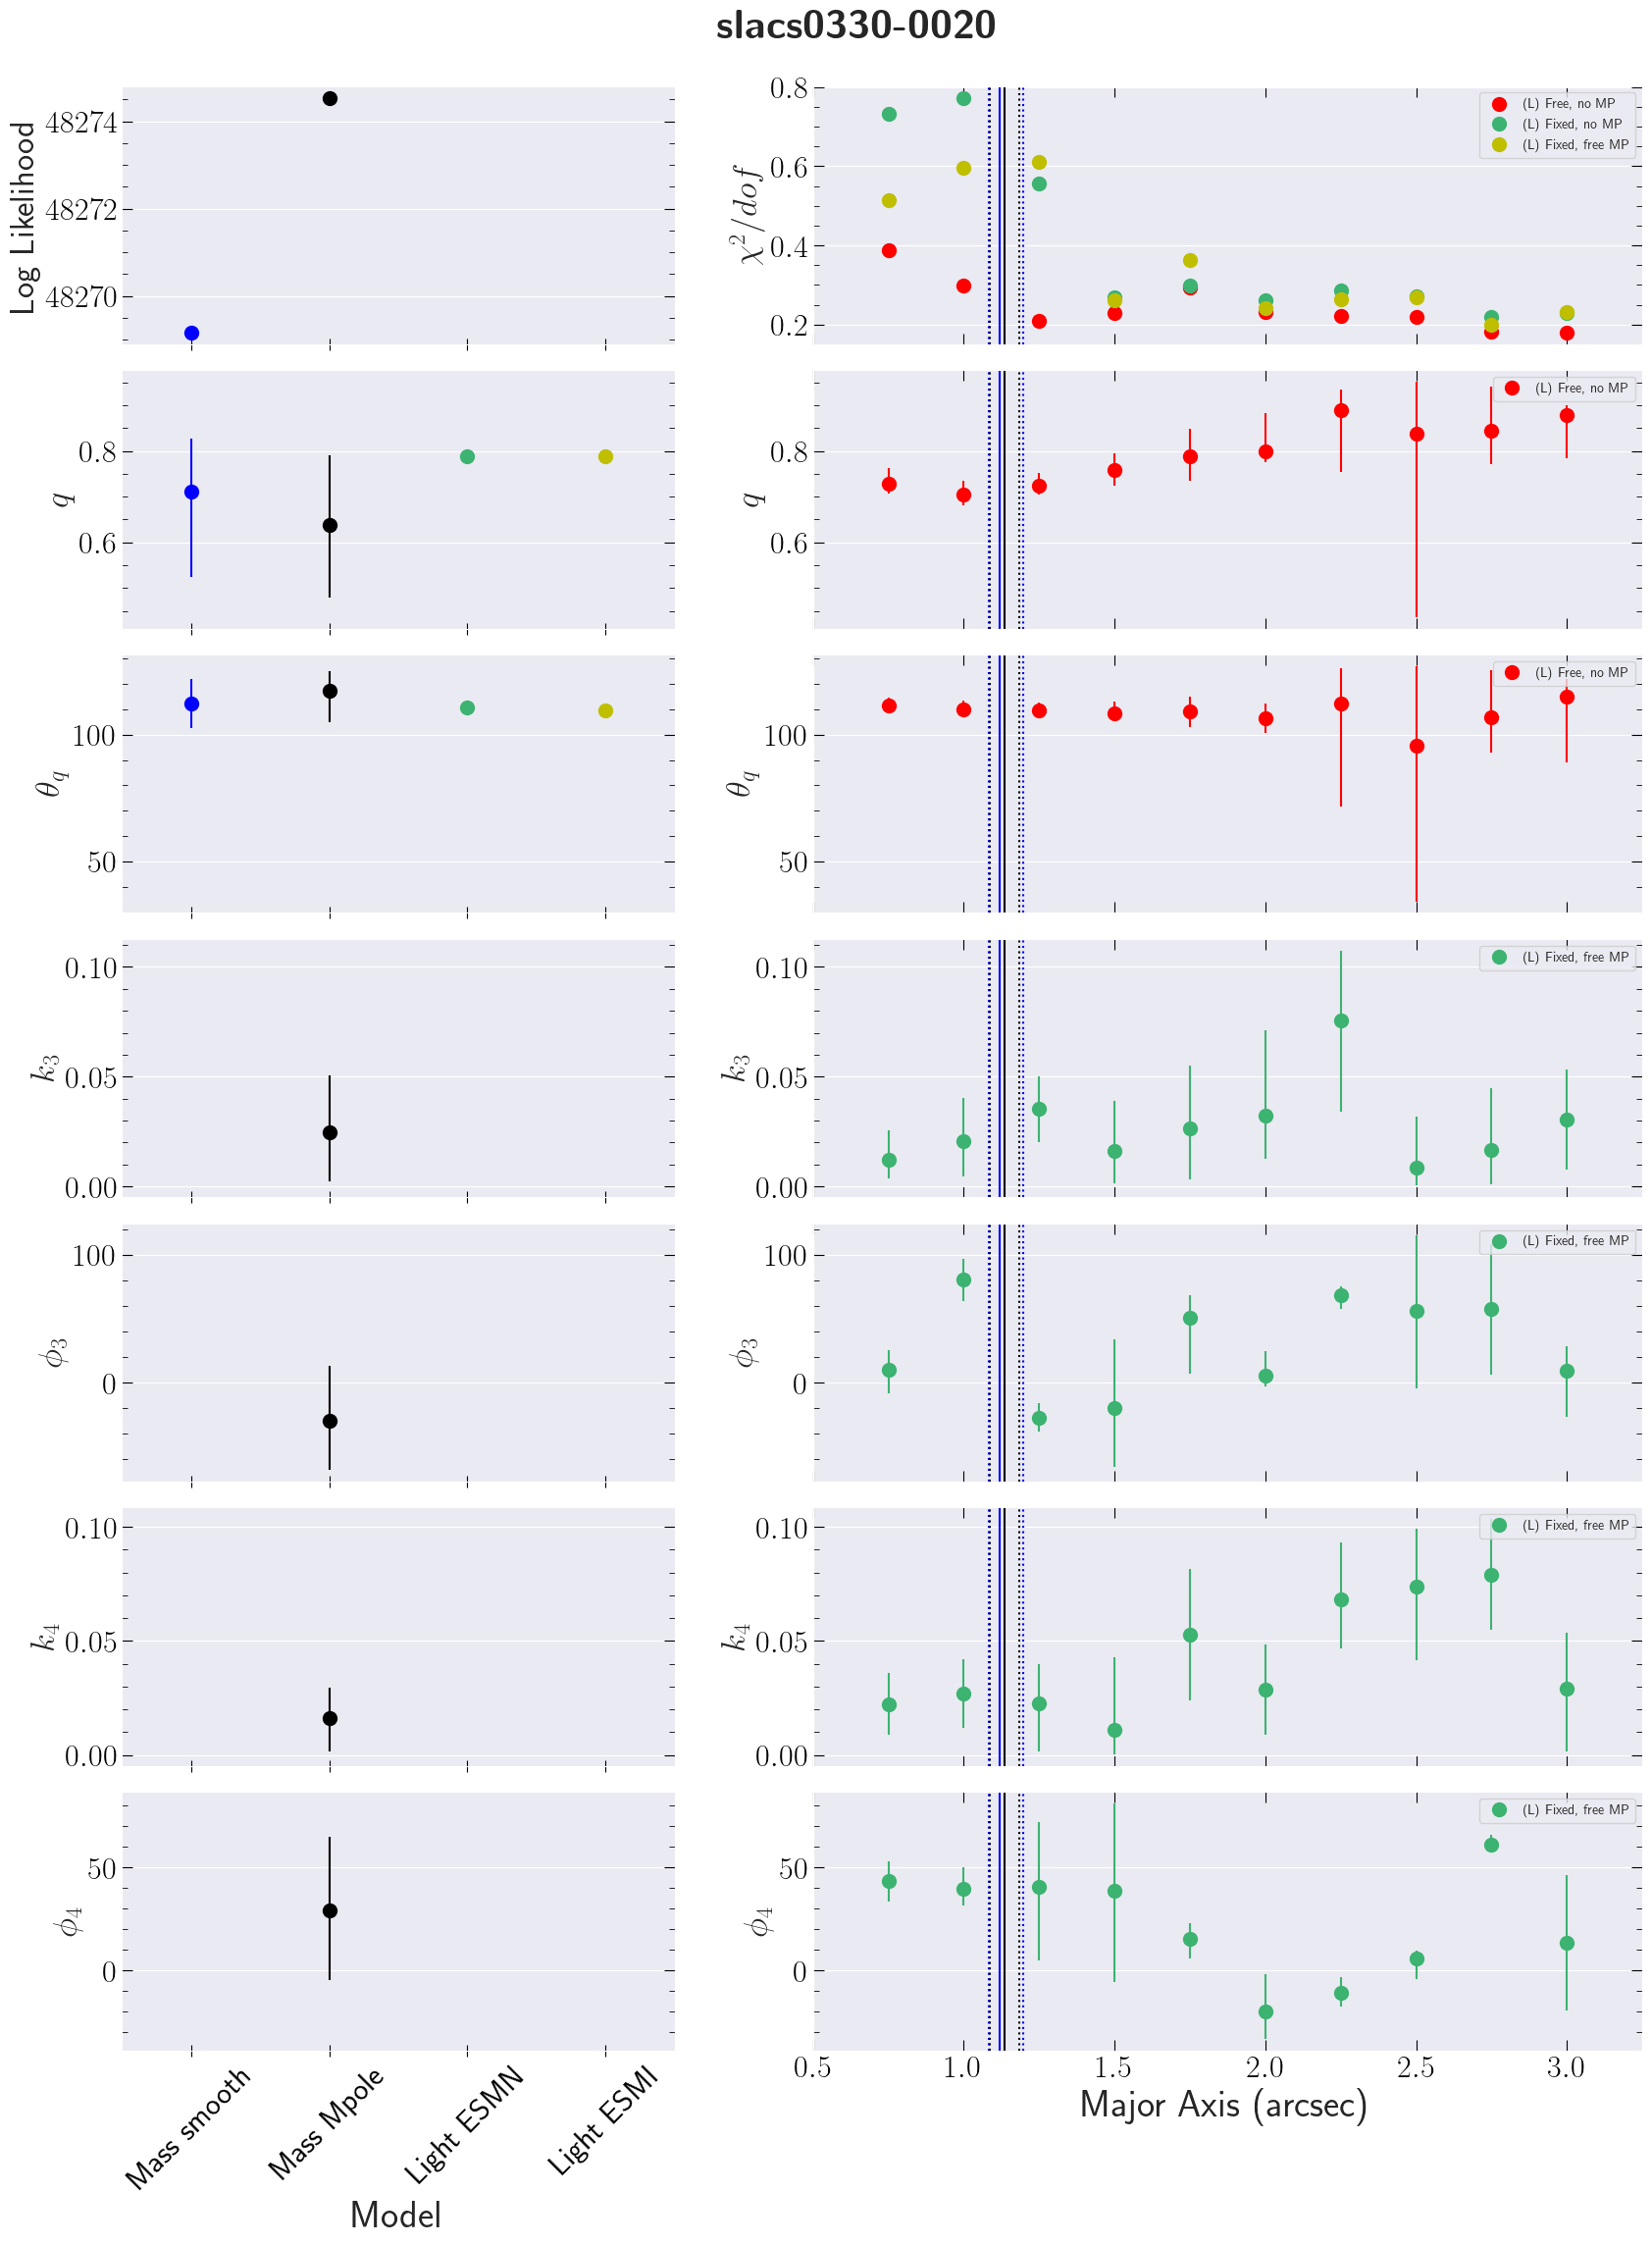 slacs0330-0020
Log Likelihood
48274
48272
48270
χ²/dof
0.8
0.6
0.4
0.2
(L) Free, no MP
(L) Fixed, no MP
(L) Fixed, free MP
q
0.8
0.6
q
0.8
0.6
(L) Free, no MP
θ_q
100
50
θ_q
100
50
(L) Free, no MP
k₃
0.10
0.05
0.00
k₃
0.10
0.05
0.00
(L) Fixed, free MP
ϕ₃
100
0
ϕ₃
100
0
(L) Fixed, free MP
k₄
0.10
0.05
0.00
k₄
0.10
0.05
0.00
(L) Fixed, free MP
ϕ₄
50
0
ϕ₄
50
0
(L) Fixed, free MP
Mass smooth
Mass Mpole
Light ESMN
Light ESMI
Model
0.5 1.0 1.5 2.0 2.5 3.0
Major Axis (arcsec)